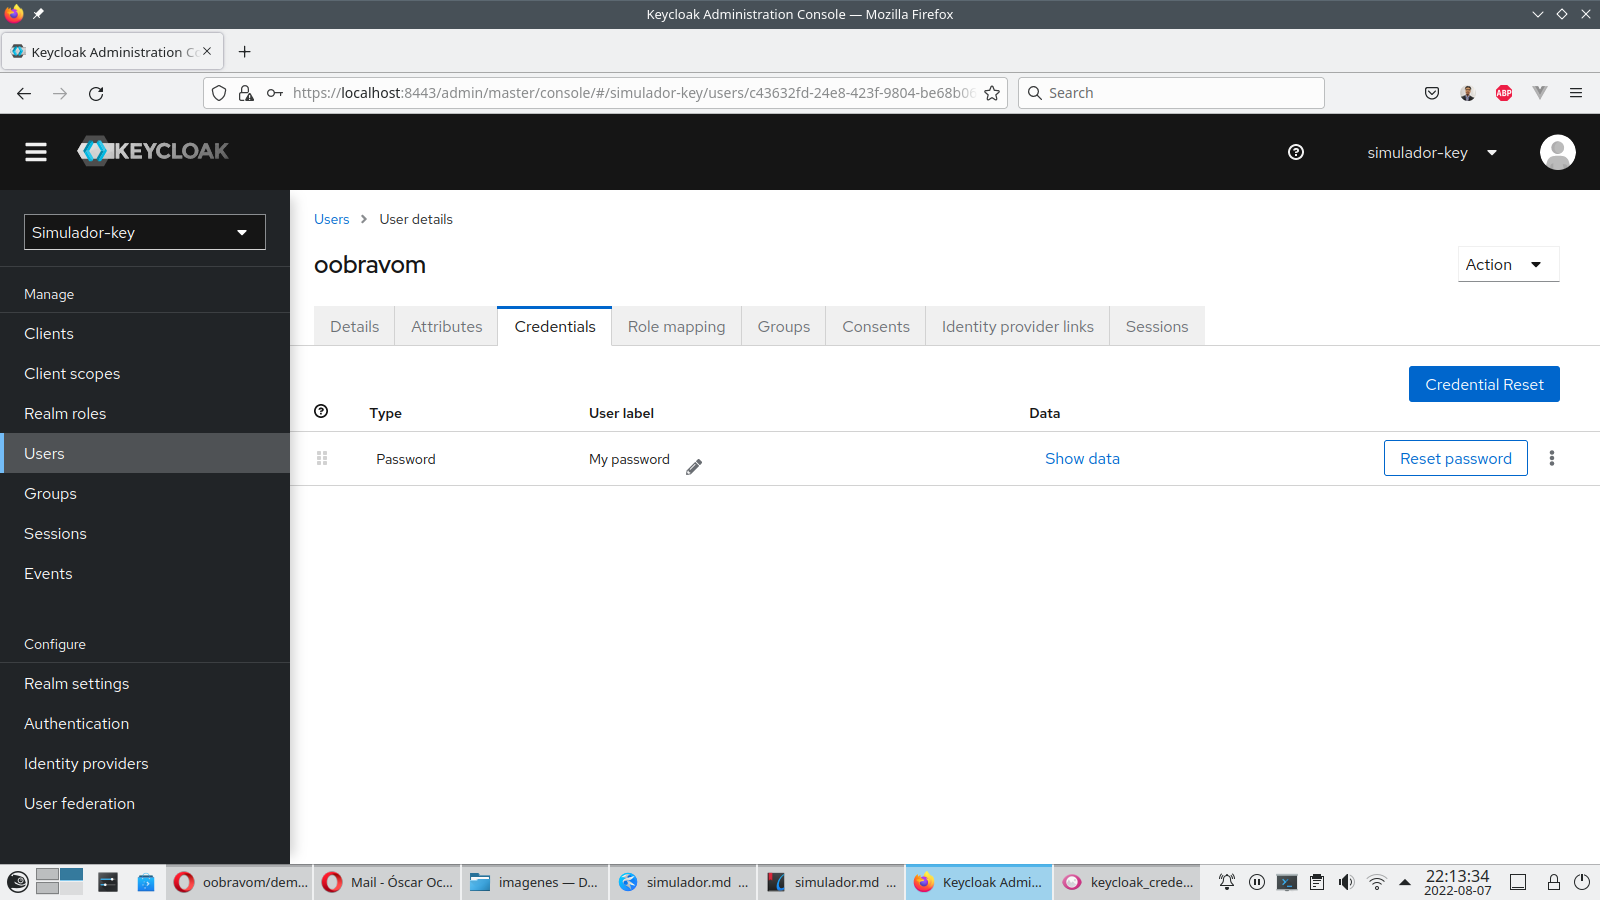 Keycloak Administration Console — Mozilla Firefox
Keycloak Administration Co
https://localhost:8443/admin/master/console/#/simulador-key/users/c43632fd-24e8-423f-9804-be68b06
Search
ABP
KEYCLOAK
simulador-key
Simulador-key
Manage
Clients
Client scopes
Realm roles
Users
Groups
Sessions
Events
Configure
Realm settings
Authentication
Identity providers
User federation
Users > User details
oobravom
Action
Details
Attributes
Credentials
Role mapping
Groups
Consents
Identity provider links
Sessions
Credential Reset
Type
User label
Data
Password
My password
Show data
Reset password
oobravom/dem...
Mail - Óscar Oc...
imagenes — D...
simulador.md ...
simulador.md ...
Keycloak Admi...
keycloak_crede...
22:13:34
2022-08-07